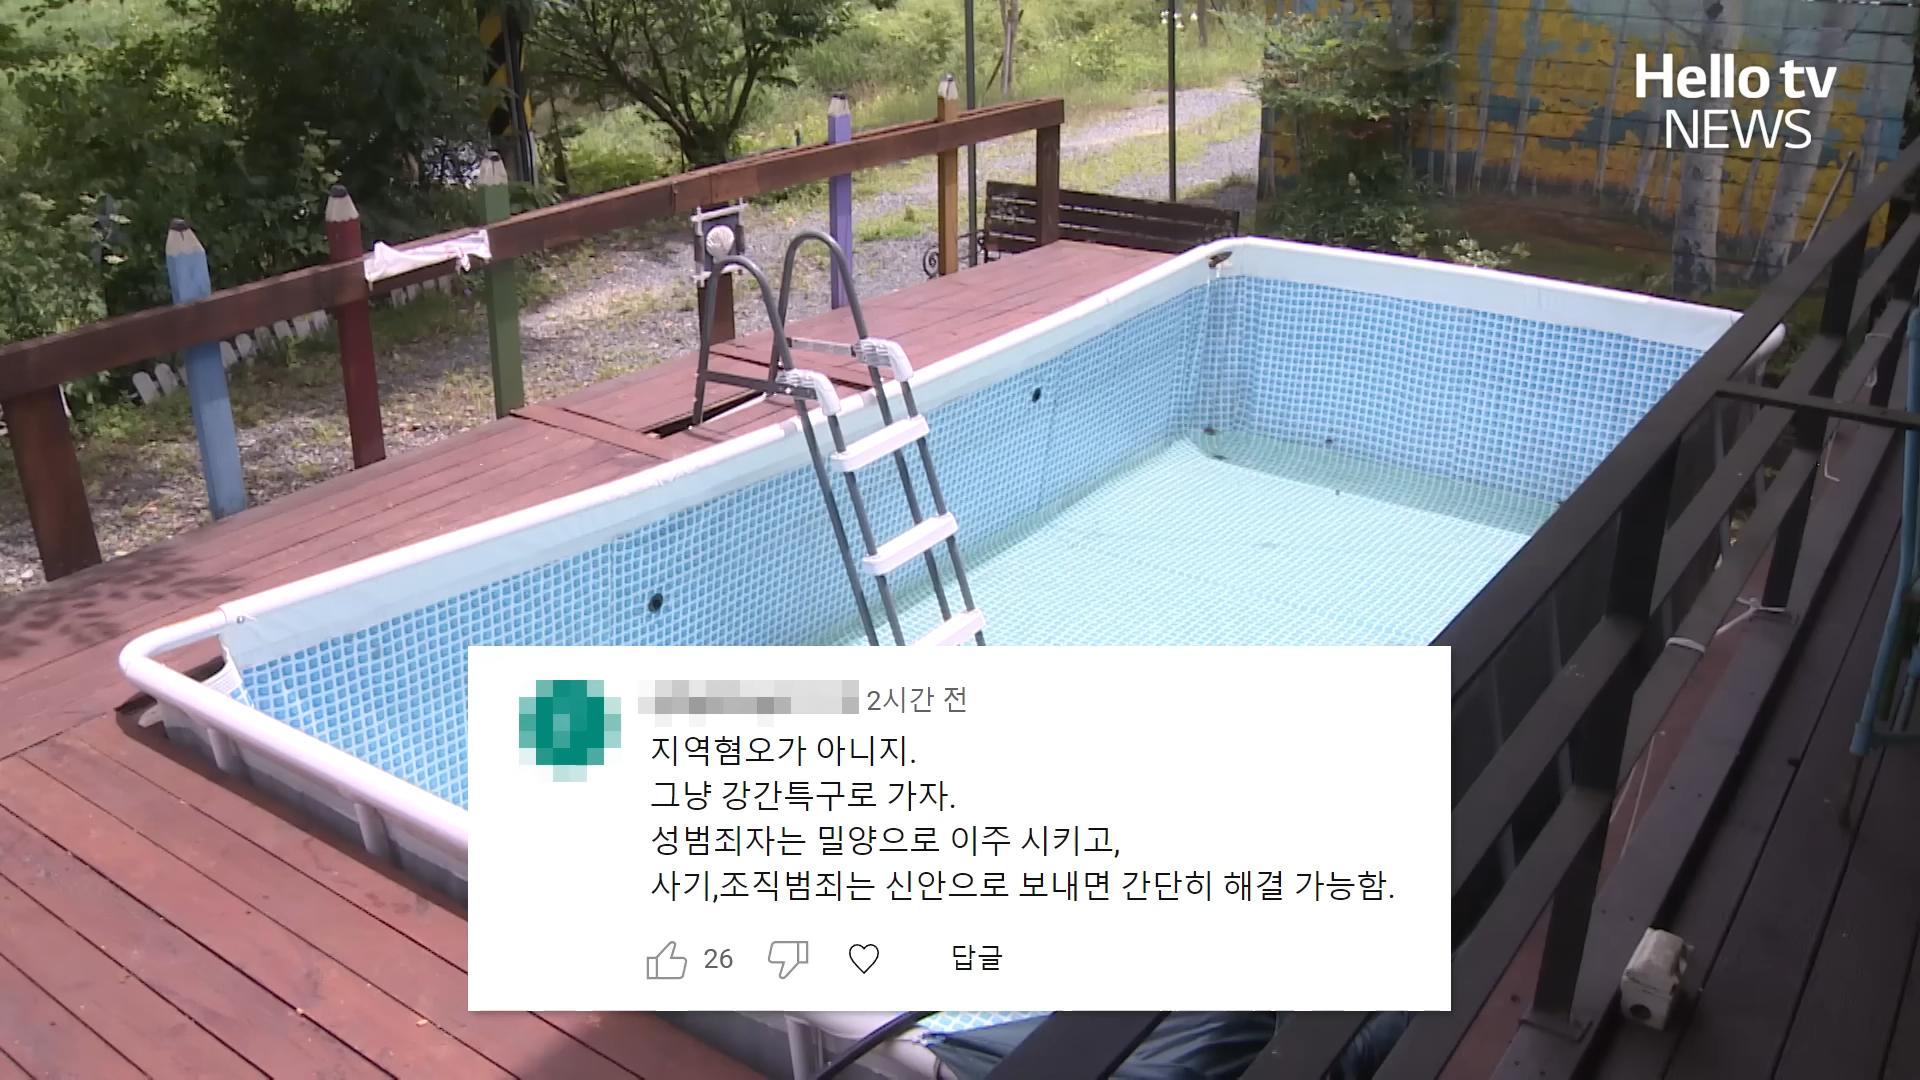 Hello tv
NEWS
2시간 전
지역혐오가 아니지.
그냥 강간특구로 가자.
성범죄자는 밀양으로 이주 시키고,
사기,조직범죄는 신안으로 보내면 간단히 해결 가능함.
26
답글